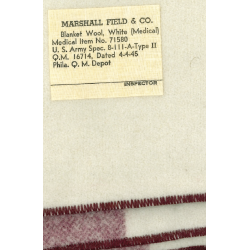 MARSHALL FIELD & CO.
Blanket Wool, White (Medical)
Medical Item No. 71580
U. S. Army Spec. 8-111-A-Type II
Q.M. 16714, Dated 4-4-45
Phila. Q. M. Depot
INSPECTOR